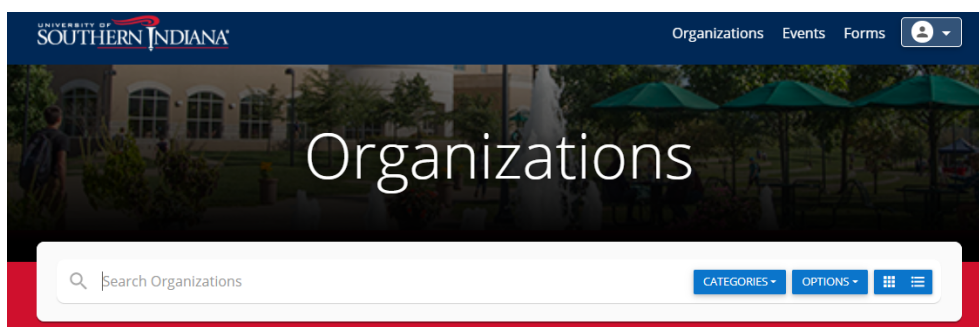 UNIVERSITY OF
SOUTHERN INDIANA
Organizations Events Forms
Organizations
Search Organizations
CATEGORIES OPTIONS